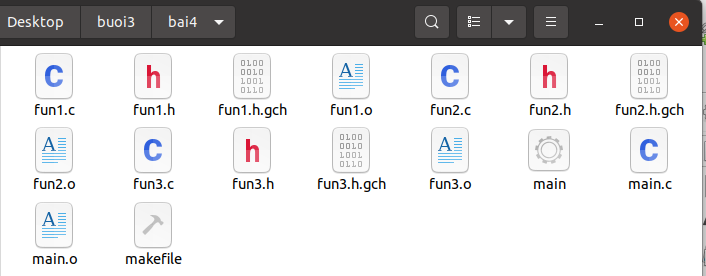 Desktop buoi3 bai4
fun1.c fun1.h fun1.h.gch fun1.o fun2.c fun2.h fun2.h.gch
fun2.o fun3.c fun3.h fun3.h.gch fun3.o main main.c
main.o makefile